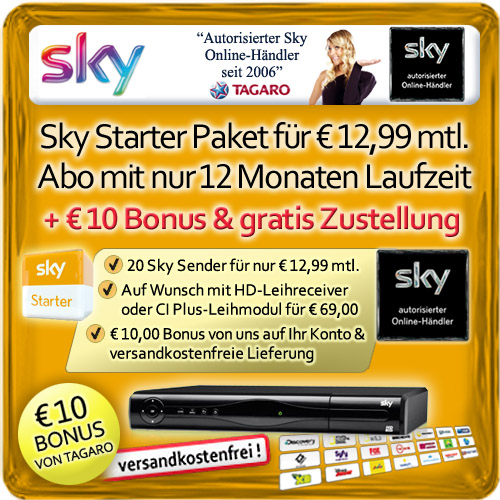 sky
“Autorisierter Sky
Online-Händler
seit 2006”
TAGARO
sky
autorisierter
Online-Händler
Sky Starter Paket für € 12,99 mtl.
Abo mit nur 12 Monaten Laufzeit
+ € 10 Bonus & gratis Zustellung
sky
Starter
20 Sky Sender für nur € 12,99 mtl.
Auf Wunsch mit HD-Leihreceiver
oder CI Plus-Leihmodul für € 69,00
€ 10,00 Bonus von uns auf Ihr Konto &
versandkostenfreie Lieferung
sky
autorisierter
Online-Händler
€10
BONUS
VON TAGARO
versandkostenfrei !
sky
Discovery
FOX